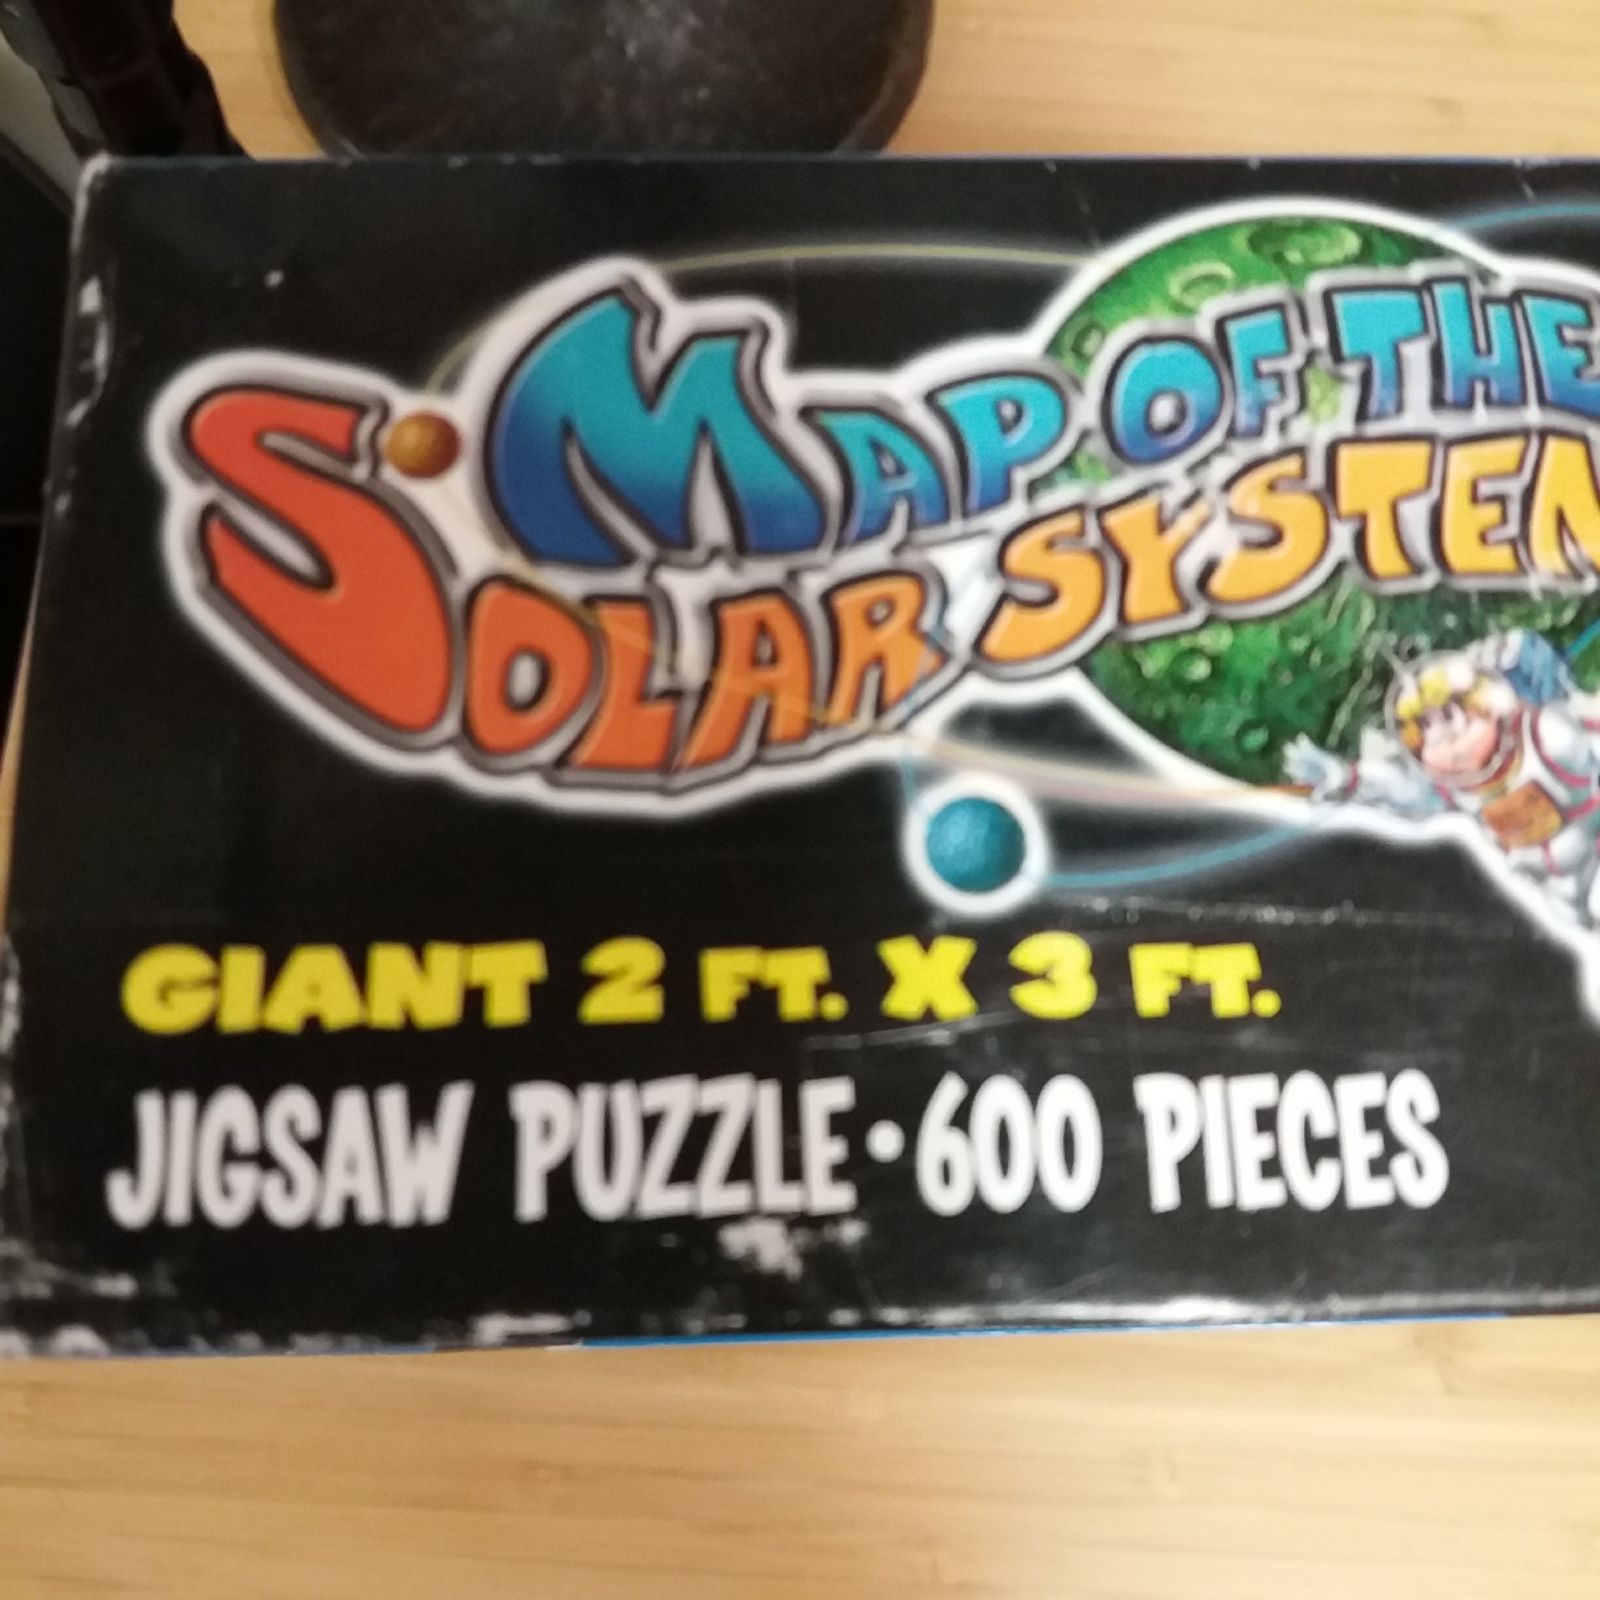 MAP OF THE
SOLAR SYSTEM
GIANT 2 FT. X 3 FT.
JIGSAW PUZZLE • 600 PIECES